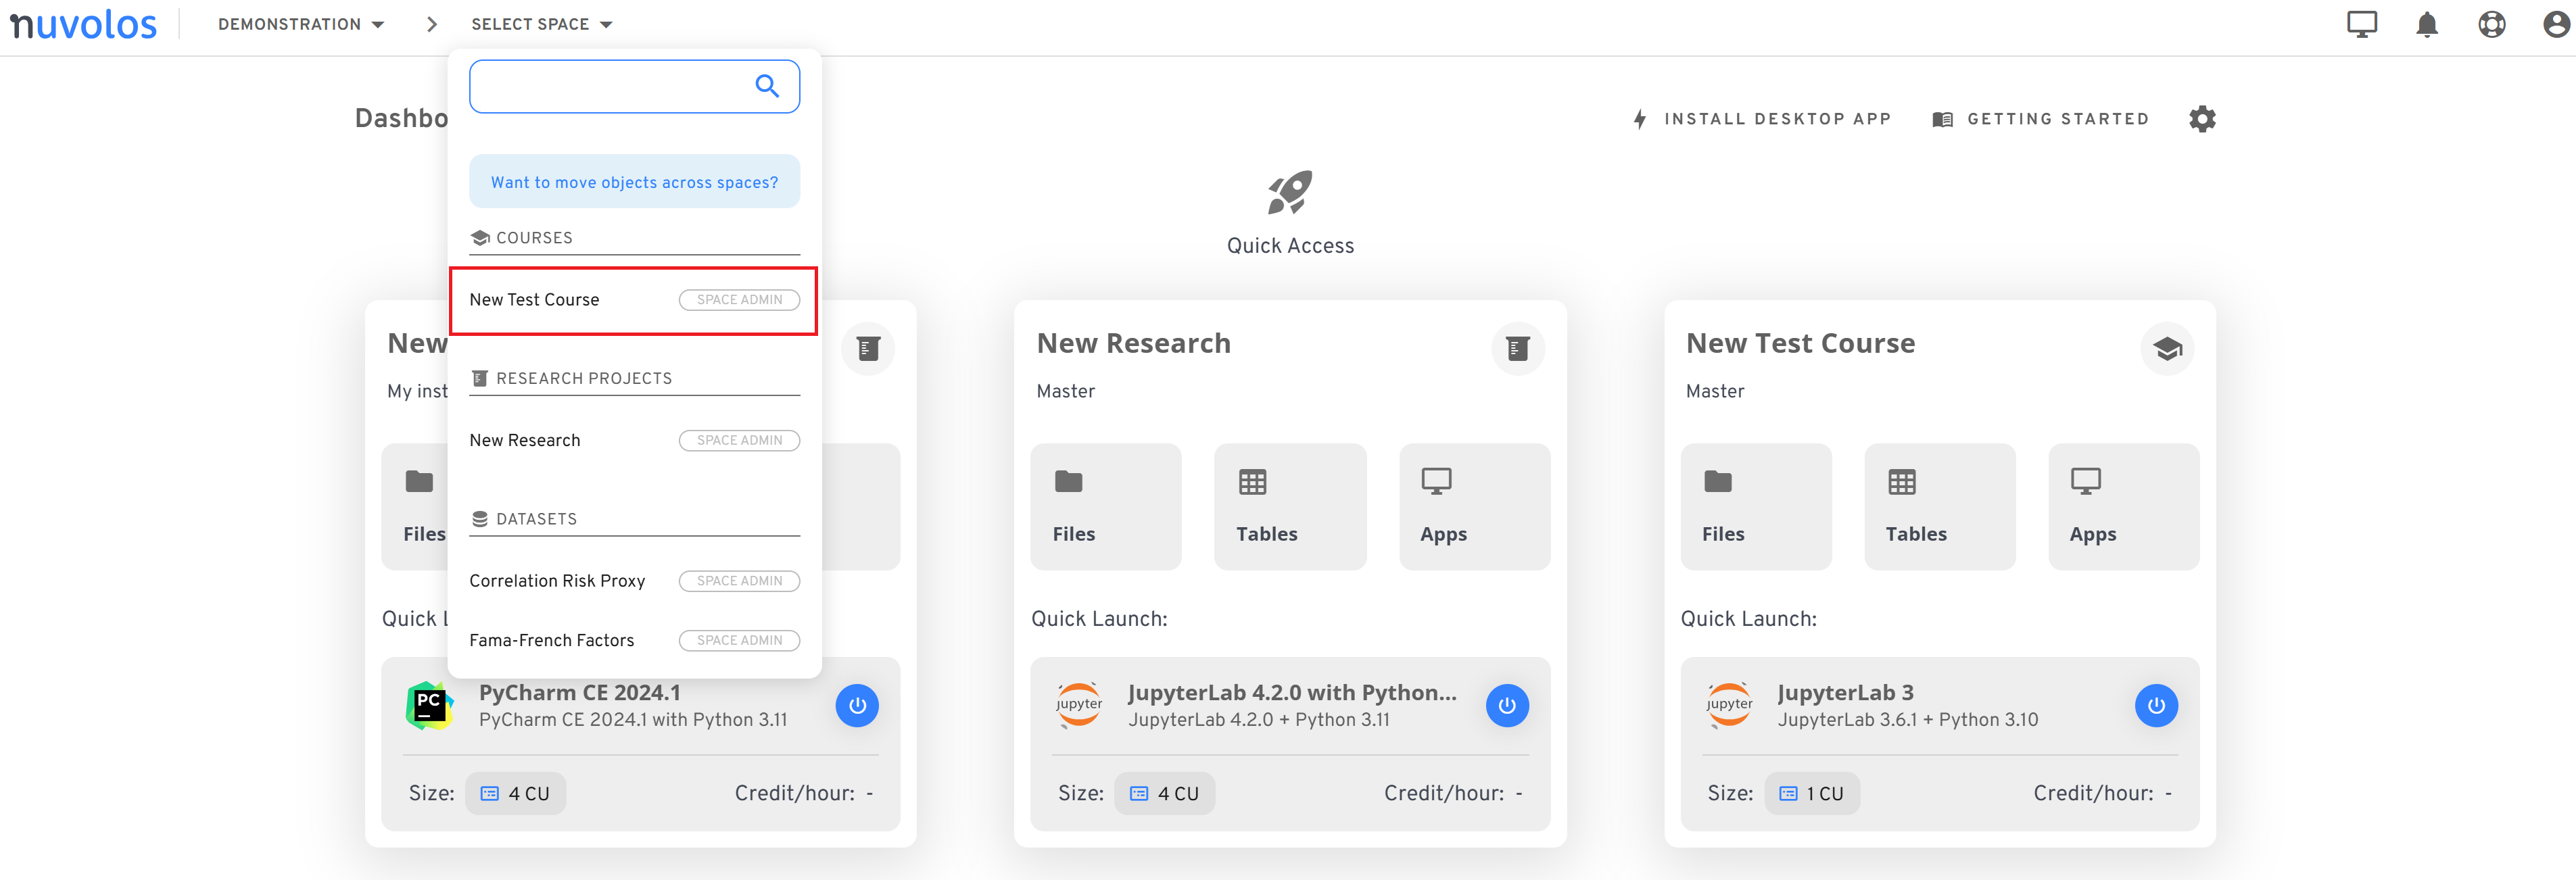 nuvolos
DEMONSTRATION
SELECT SPACE
Dashbo
INSTALL DESKTOP APP
GETTING STARTED
Want to move objects across spaces?
COURSES
New Test Course SPACE ADMIN
RESEARCH PROJECTS
New Research SPACE ADMIN
DATASETS
Correlation Risk Proxy SPACE ADMIN
Fama-French Factors SPACE ADMIN
Quick Access
New
My inst
Files
Quick L
PC
PyCharm CE 2024.1
PyCharm CE 2024.1 with Python 3.11
Size: 4 CU Credit/hour: -
New Research
Master
Files Tables Apps
Quick Launch:
jupyter
JupyterLab 4.2.0 with Python...
JupyterLab 4.2.0 + Python 3.11
Size: 4 CU Credit/hour: -
New Test Course
Master
Files Tables Apps
Quick Launch:
jupyter
JupyterLab 3
JupyterLab 3.6.1 + Python 3.10
Size: 1 CU Credit/hour: -